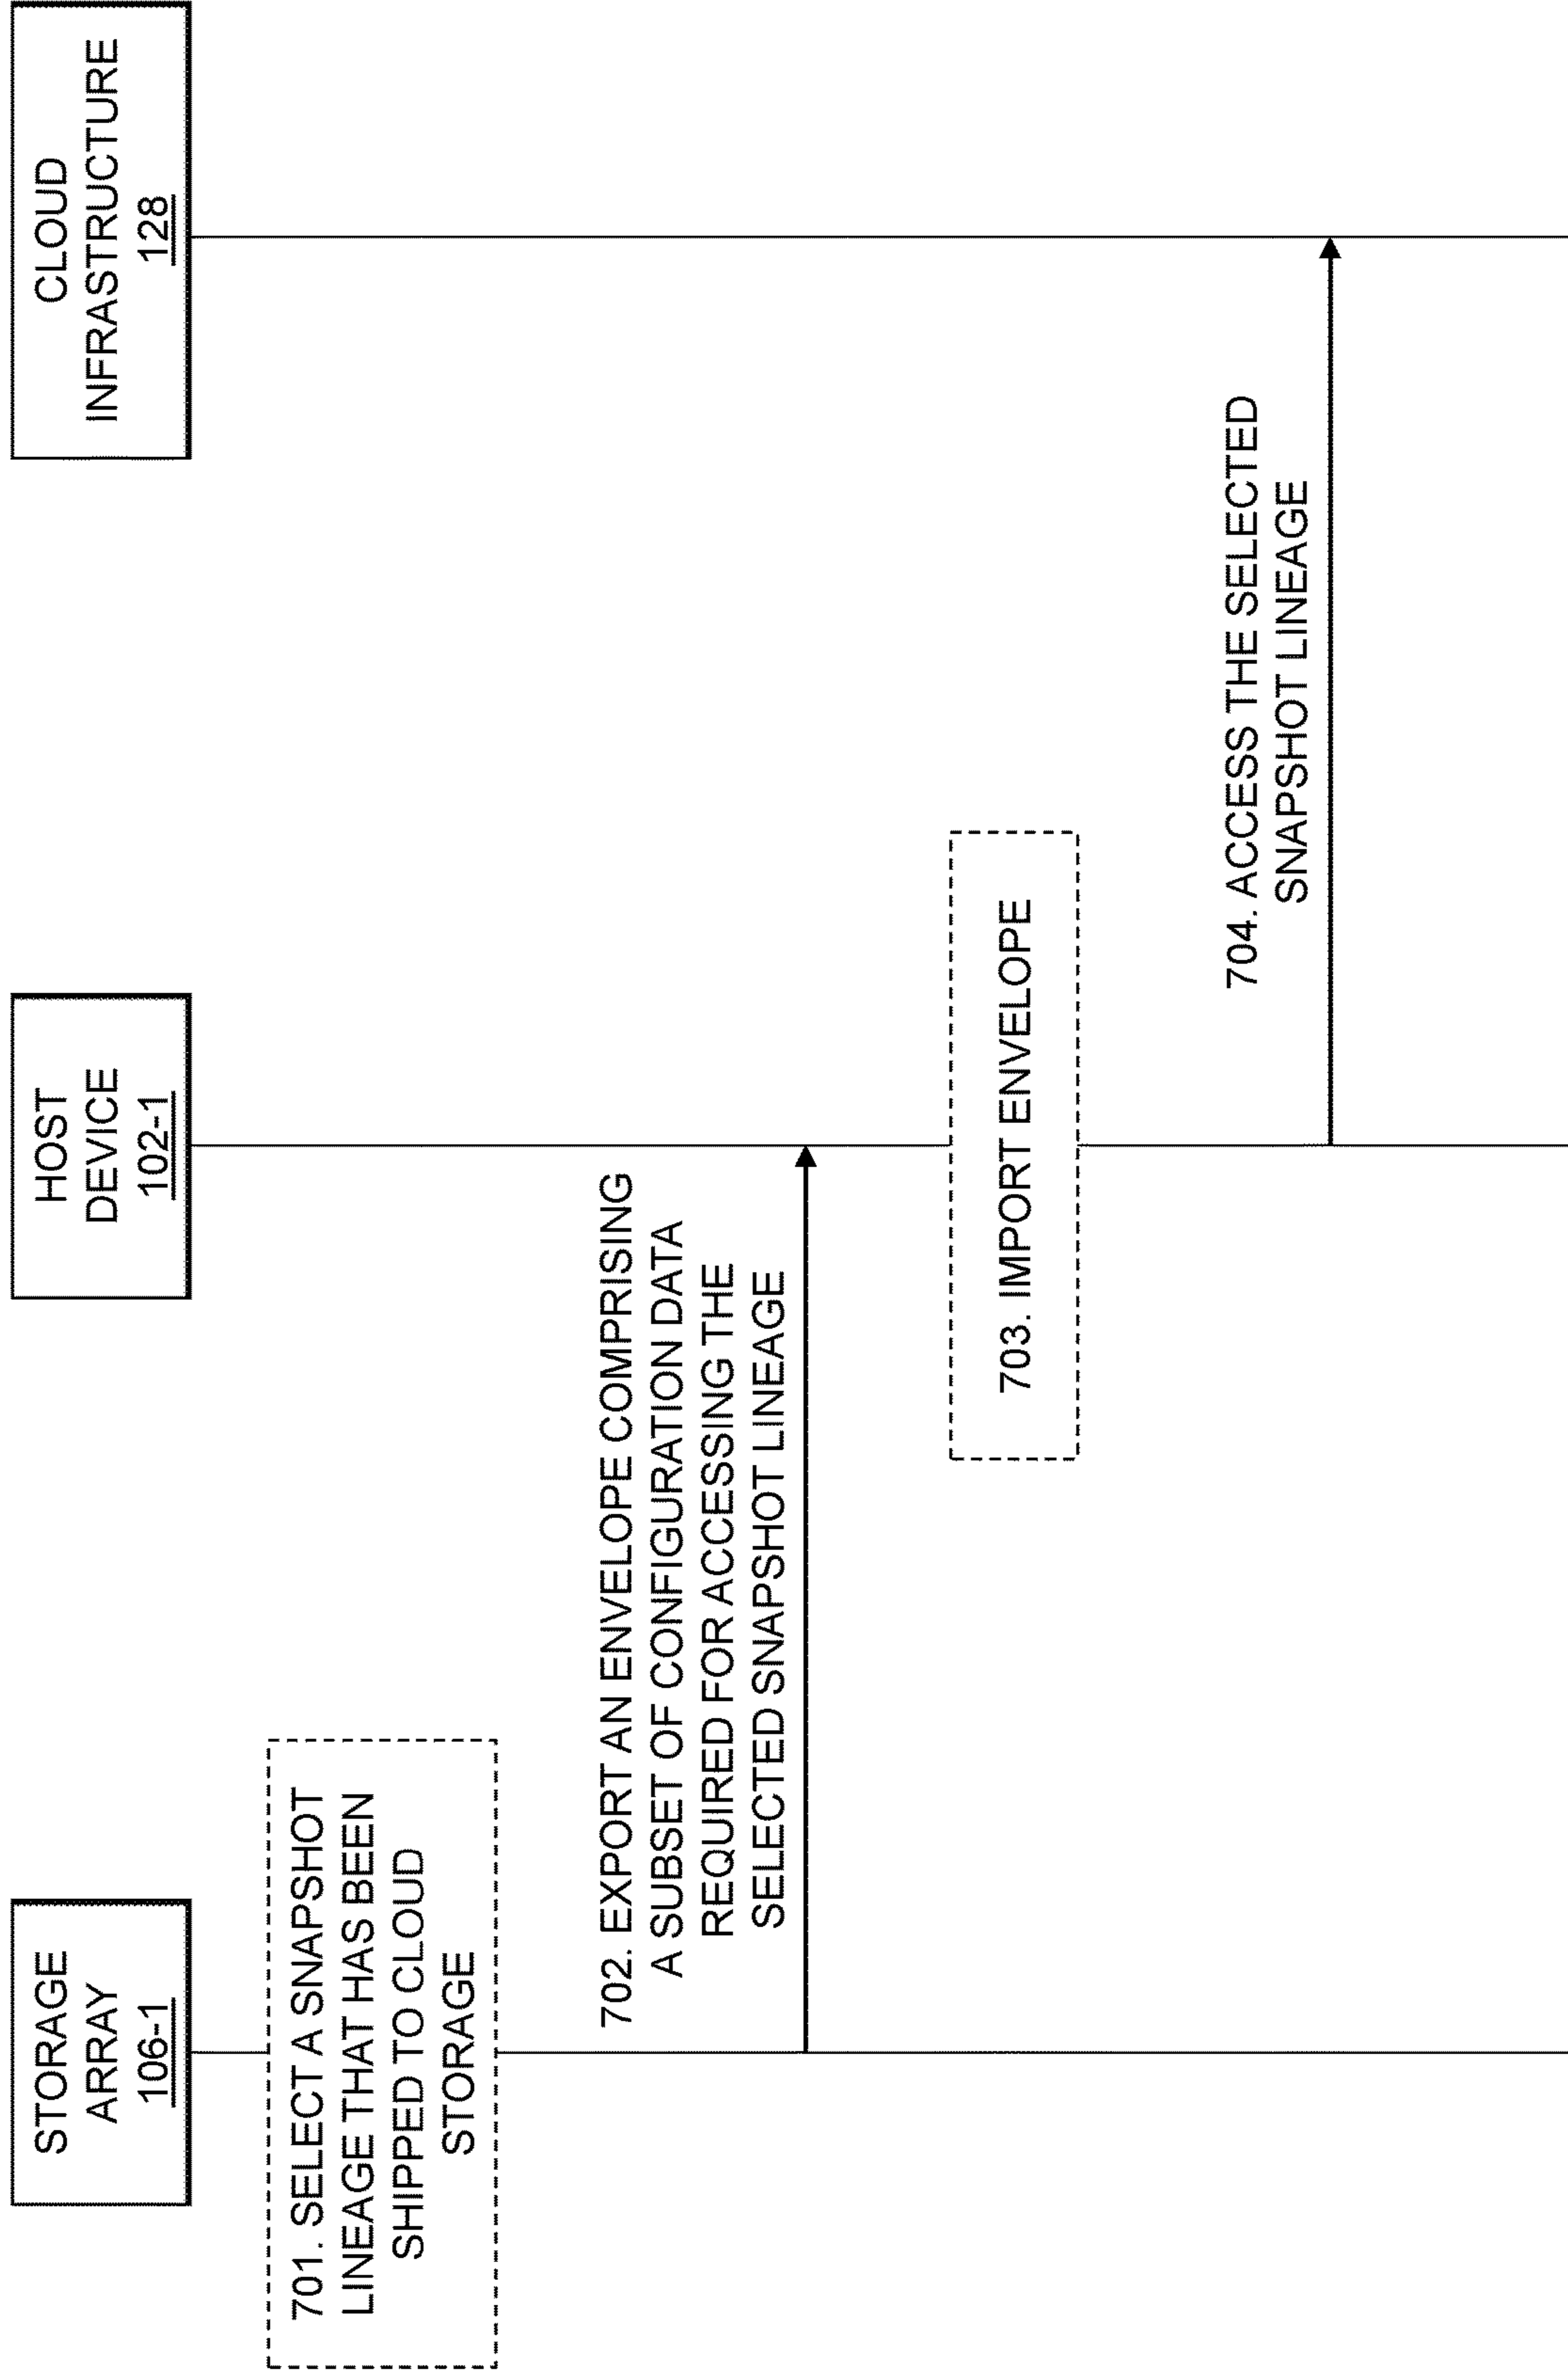 STORAGE
ARRAY
106-1
HOST
DEVICE
102-1
CLOUD
INFRASTRUCTURE
128
701. SELECT A SNAPSHOT
LINEAGE THAT HAS BEEN
SHIPPED TO CLOUD
STORAGE
702. EXPORT AN ENVELOPE COMPRISING
A SUBSET OF CONFIGURATION DATA
REQUIRED FOR ACCESSING THE
SELECTED SNAPSHOT LINEAGE
703. IMPORT ENVELOPE
704. ACCESS THE SELECTED
SNAPSHOT LINEAGE